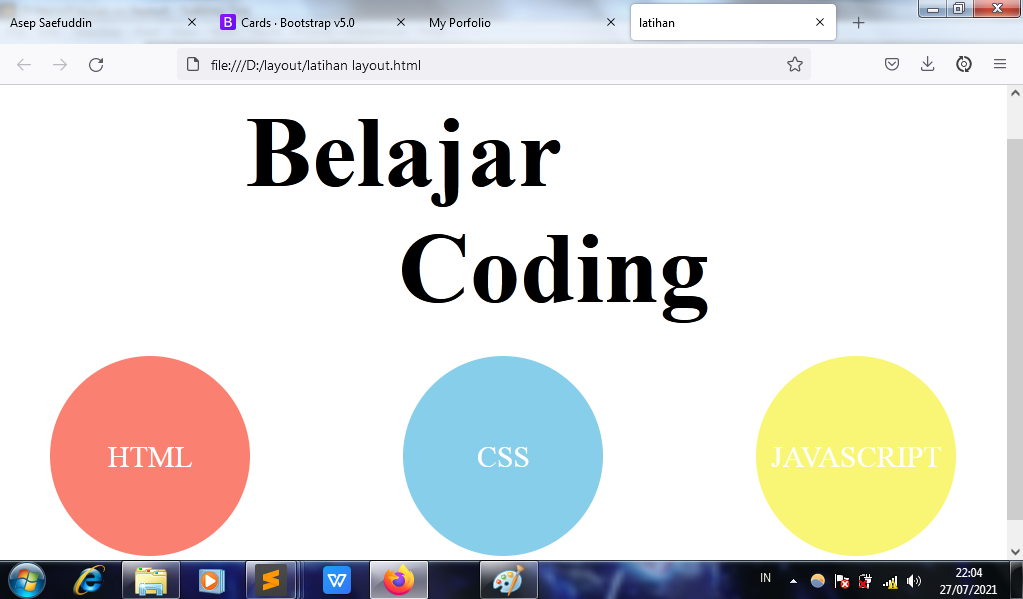 Asep Saefuddin
B Cards · Bootstrap v5.0
My Porfolio
latihan
file:///D:/layout/latihan layout.html
Belajar
Coding
HTML
CSS
JAVASCRIPT
W
IN
22:04
27/07/2021